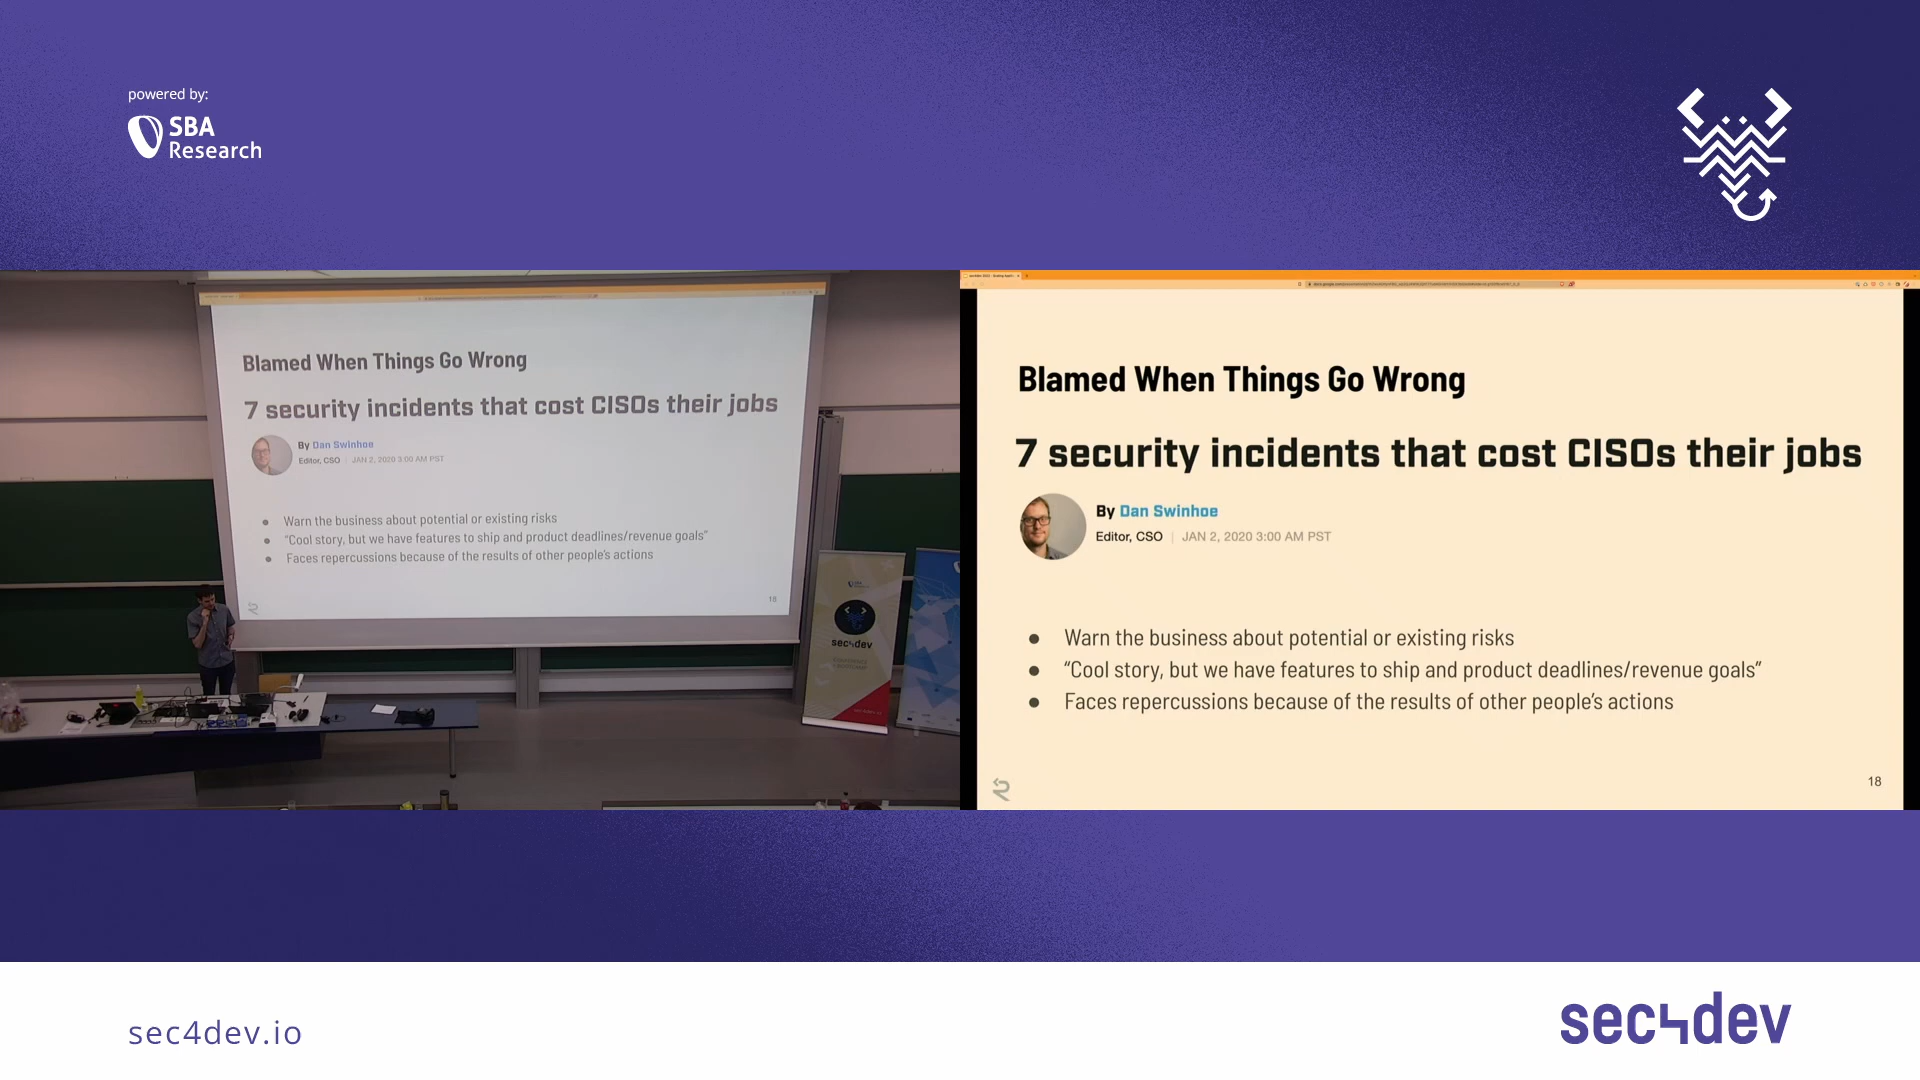 powered by:
SBA
Research
Blamed When Things Go Wrong
7 security incidents that cost CISOs their jobs
By Dan Swinhoe
Editor, CSO | JAN 2, 2020 3:00 AM PST
● Warn the business about potential or existing risks
● “Cool story, but we have features to ship and product deadlines/revenue goals”
● Faces repercussions because of the results of other people’s actions
18
SBA
Research
sec4dev
Blamed When Things Go Wrong
7 security incidents that cost CISOs their jobs
By Dan Swinhoe
Editor, CSO | JAN 2, 2020 3:00 AM PST
● Warn the business about potential or existing risks
● “Cool story, but we have features to ship and product deadlines/revenue goals”
● Faces repercussions because of the results of other people’s actions
18
sec4dev.io
sec4dev